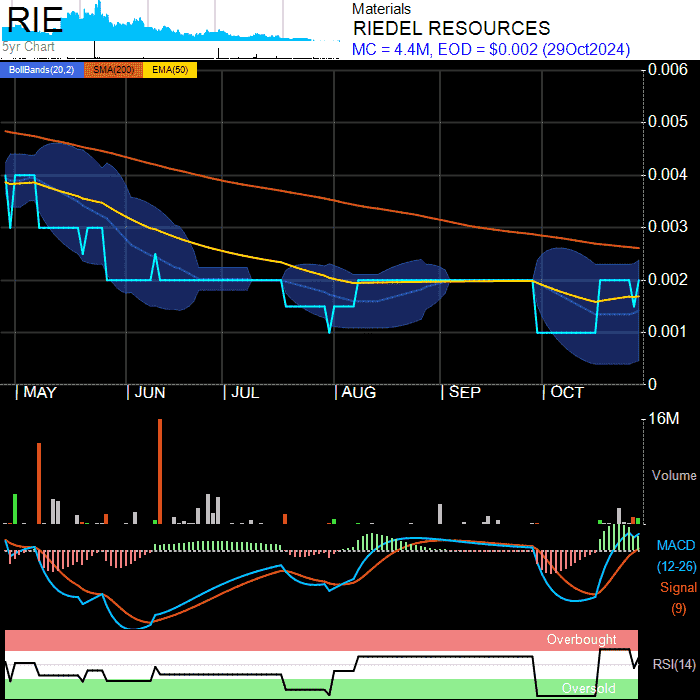 RIE
5yr Chart
Materials
RIEDEL RESOURCES
MC = 4.4M, EOD = $0.002 (29Oct2024)
BollBands(20,2) SMA(200) EMA(50)
0.006
0.005
0.004
0.003
0.002
0.001
0
MAY JUN JUL AUG SEP OCT
16M
Volume
MACD
(12-26)
Signal
(9)
Overbought
RSI(14)
Oversold